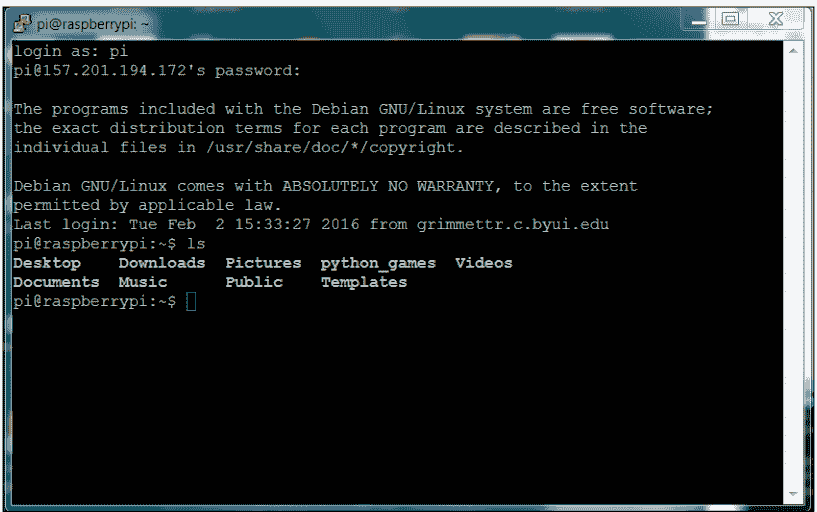 pi@raspberrypi: ~
login as: pi
pi@157.201.194.172's password:
The programs included with the Debian GNU/Linux system are free software;
the exact distribution terms for each program are described in the
individual files in /usr/share/doc/*/copyright.
Debian GNU/Linux comes with ABSOLUTELY NO WARRANTY, to the extent
permitted by applicable law.
Last login: Tue Feb  2 15:33:27 2016 from grimmettr.c.byui.edu
pi@raspberrypi:~$ ls
Desktop    Downloads  Pictures  python_games  Videos
Documents  Music      Public    Templates
pi@raspberrypi:~$